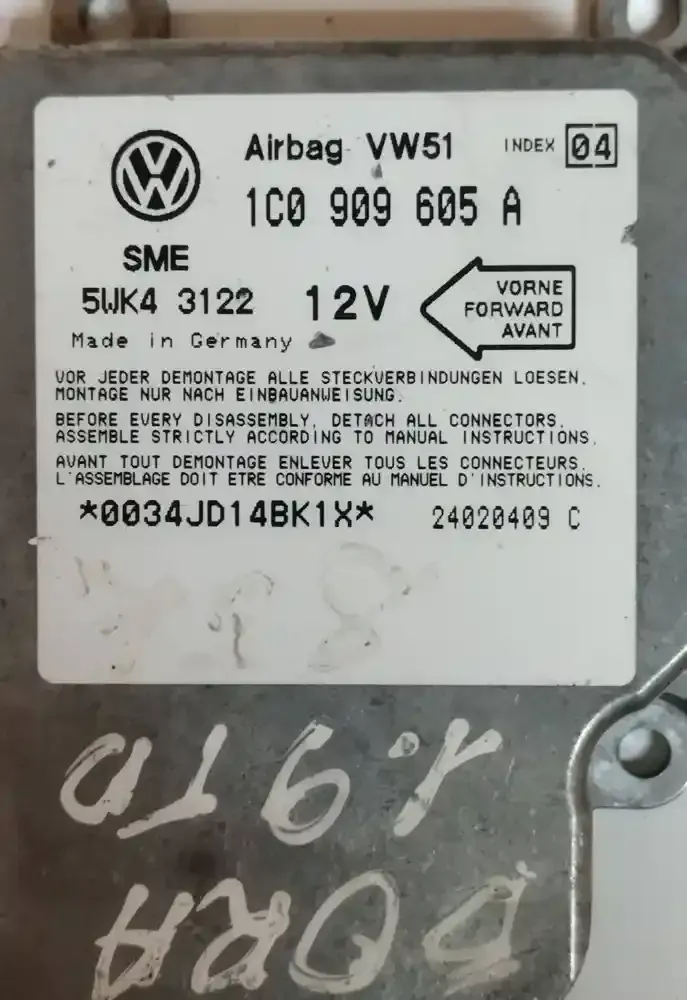 Airbag VW51 INDEX 04
1C0 909 605 A
SME
5WK4 3122 12V
VORNE
FORWARD
AVANT
Made in Germany
VOR JEDER DEMONTAGE ALLE STECKVERBINDUNGEN LOESEN.
MONTAGE NUR NACH EINBAUANWEISUNG.
BEFORE EVERY DISASSEMBLY, DETACH ALL CONNECTORS.
ASSEMBLE STRICTLY ACCORDING TO MANUAL INSTRUCTIONS.
AVANT TOUT DEMONTAGE ENLEVER TOUS LES CONNECTEURS.
L'ASSEMBLAGE DOIT ETRE CONFORME AU MANUEL D'INSTRUCTIONS.
*0034JD14BK1X* 24020409 C
BORA
1.9TD